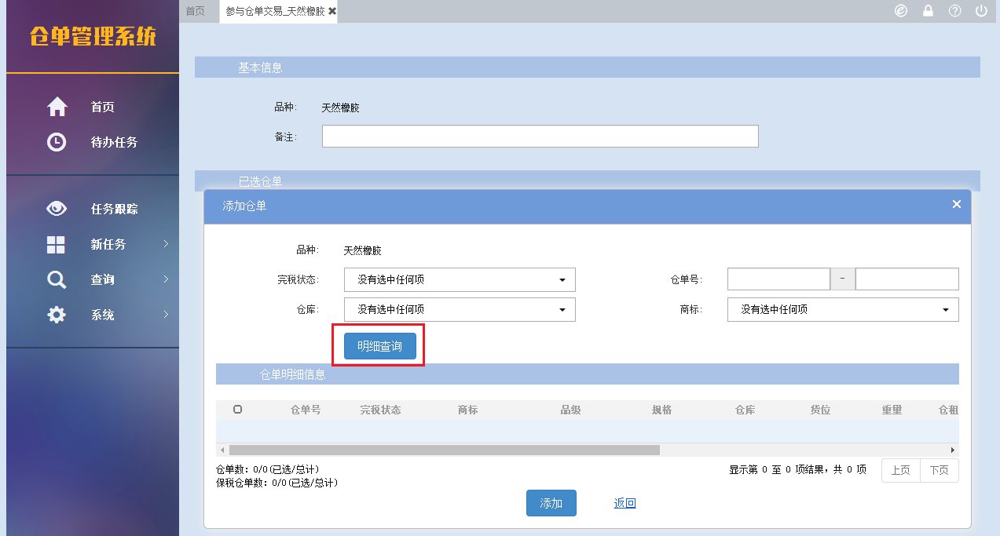 首页 参与仓单交易_天然橡胶
仓单管理系统
首页
待办任务
任务跟踪
新任务
查询
系统
基本信息
品种: 天然橡胶
备注:
已选仓单
添加仓单
品种: 天然橡胶
完税状态: 没有选中任何项 仓单号: -
仓库: 没有选中任何项 商标: 没有选中任何项
明细查询
仓单明细信息
仓单号 完税状态 商标 品级 规格 仓库 货位 重量 仓租
仓单数: 0/0(已选/总计) 显示第 0 至 0 项结果，共 0 项 上页 下页
保税仓单数: 0/0(已选/总计)
添加 返回